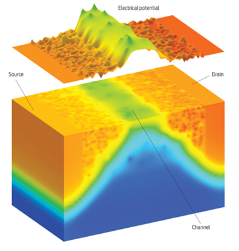 Electrical potential
Source
Drain
Channel